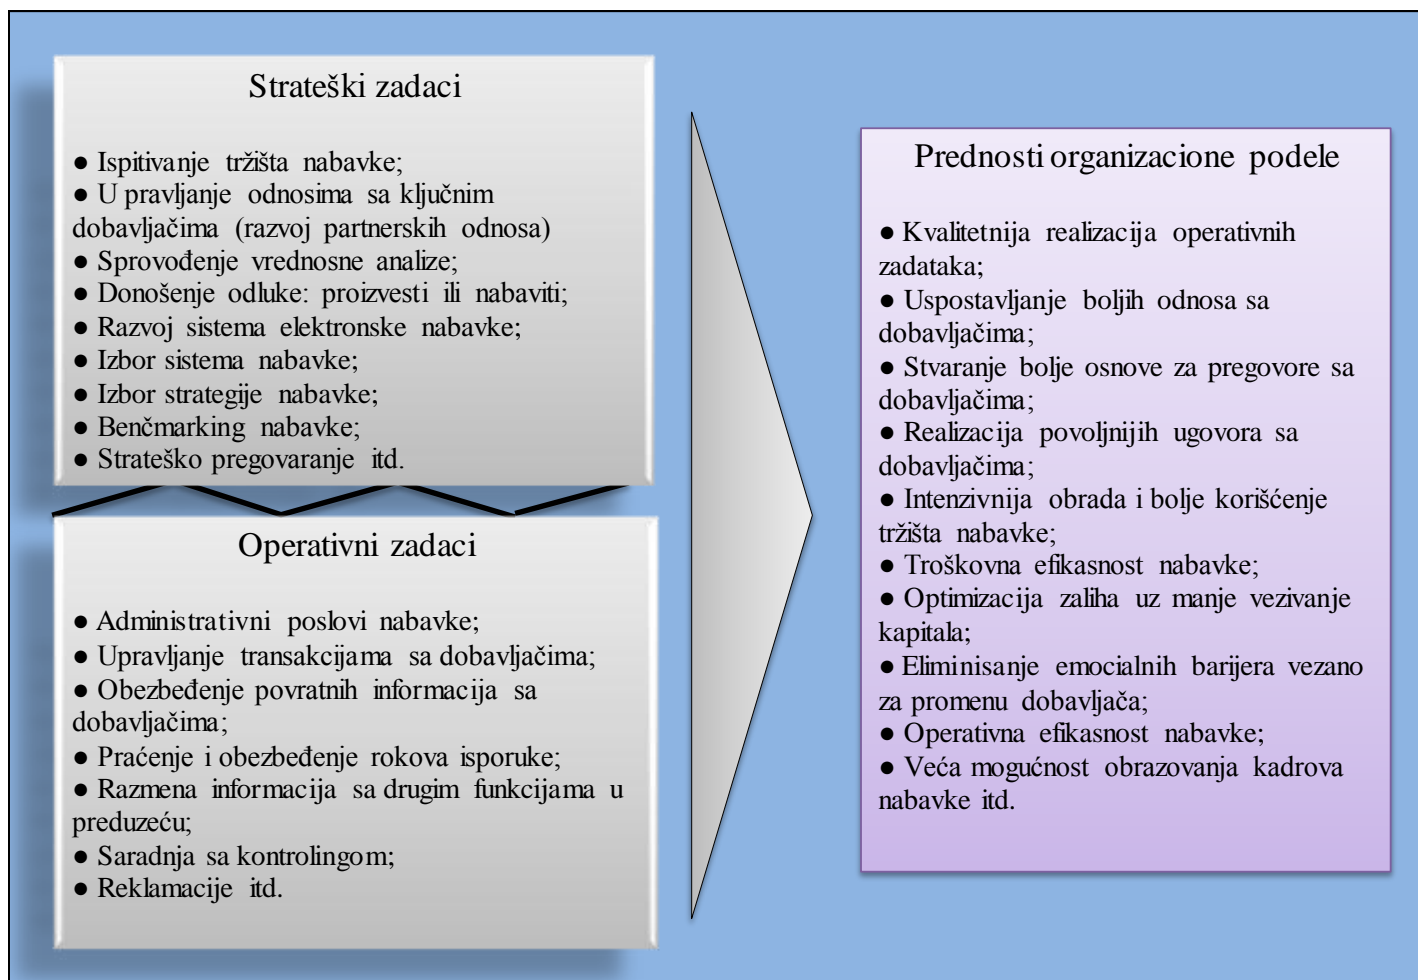 Strateški zadaci
● Ispitivanje tržišta nabavke;
● U pravljanje odnosima sa ključnim
dobavljačima (razvoj partnerskih odnosa)
● Sprovođenje vrednosne analize;
● Donošenje odluke: proizvesti ili nabaviti;
● Razvoj sistema elektronske nabavke;
● Izbor sistema nabavke;
● Izbor strategije nabavke;
● Benčmarking nabavke;
● Strateško pregovaranje itd.
Operativni zadaci
● Administrativni poslovi nabavke;
● Upravljanje transakcijama sa dobavljačima;
● Obezbeđenje povratnih informacija sa
dobavljačima;
● Praćenje i obezbeđenje rokova isporuke;
● Razmena informacija sa drugim funkcijama u
preduzeću;
● Saradnja sa kontrolingom;
● Reklamacije itd.
Prednosti organizacione podele
● Kvalitetnija realizacija operativnih
zadataka;
● Uspostavljanje boljih odnosa sa
dobavljačima;
● Stvaranje bolje osnove za pregovore sa
dobavljačima;
● Realizacija povoljnijih ugovora sa
dobavljačima;
● Intenzivnija obrada i bolje korišćenje
tržišta nabavke;
● Troškovna efikasnost nabavke;
● Optimizacija zaliha uz manje vezivanje
kapitala;
● Eliminisanje emocialnih barijera vezano
za promenu dobavljača;
● Operativna efikasnost nabavke;
● Veća mogućnost obrazovanja kadrova
nabavke itd.